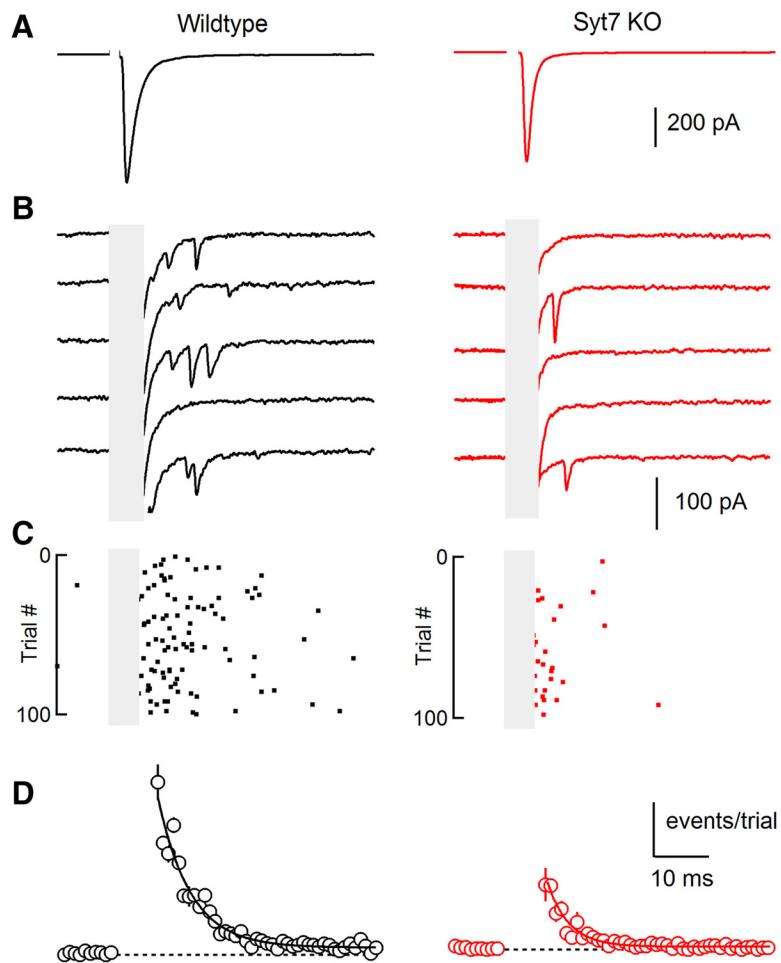 A
Wildtype
Syt7 KO
200 pA
B
100 pA
C
0
Trial #
100
0
Trial #
100
D
events/trial
10 ms